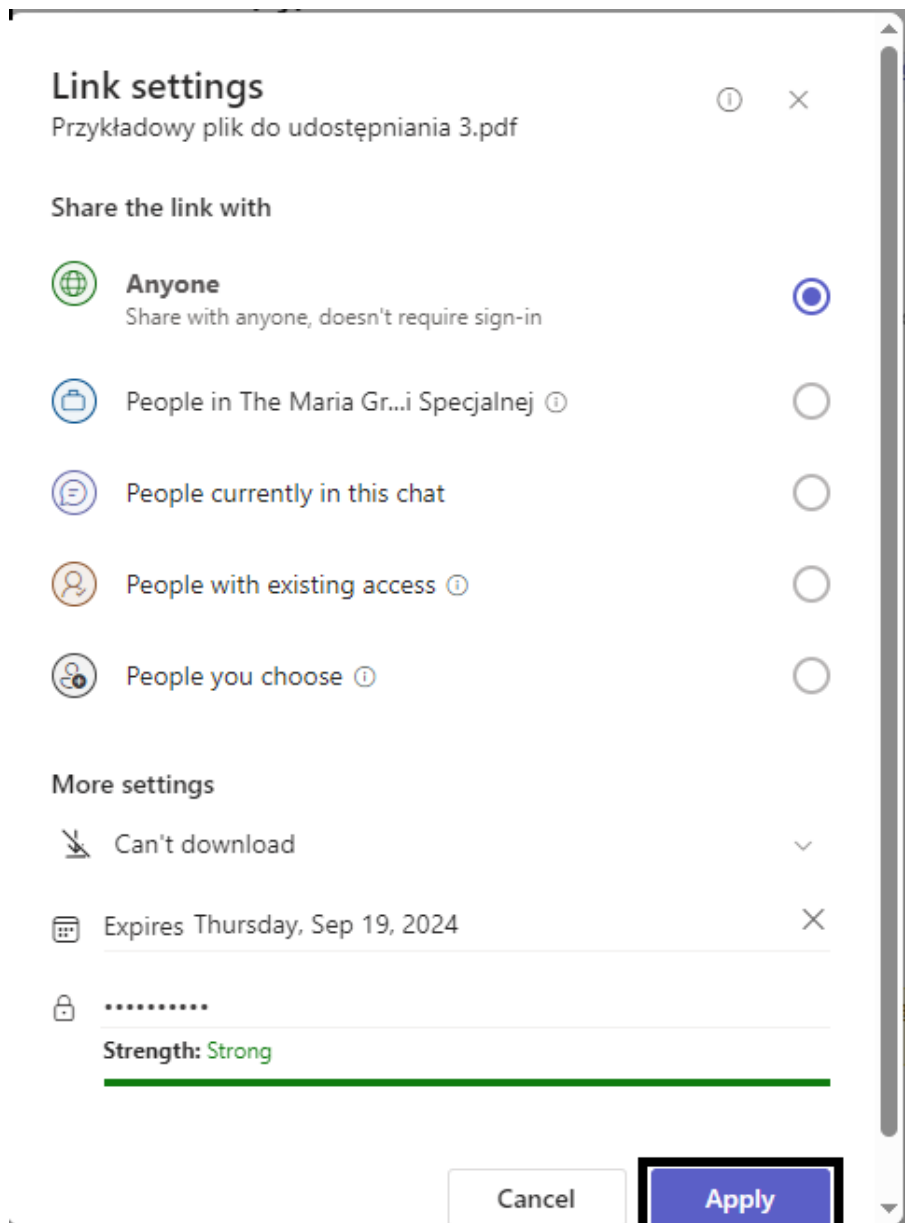 Link settings
Przykładowy plik do udostępniania 3.pdf
Share the link with
Anyone
Share with anyone, doesn't require sign-in
People in The Maria Gr...i Specjalnej
People currently in this chat
People with existing access
People you choose
More settings
Can't download
Expires Thursday, Sep 19, 2024
••••••••••
Strength: Strong
Cancel
Apply